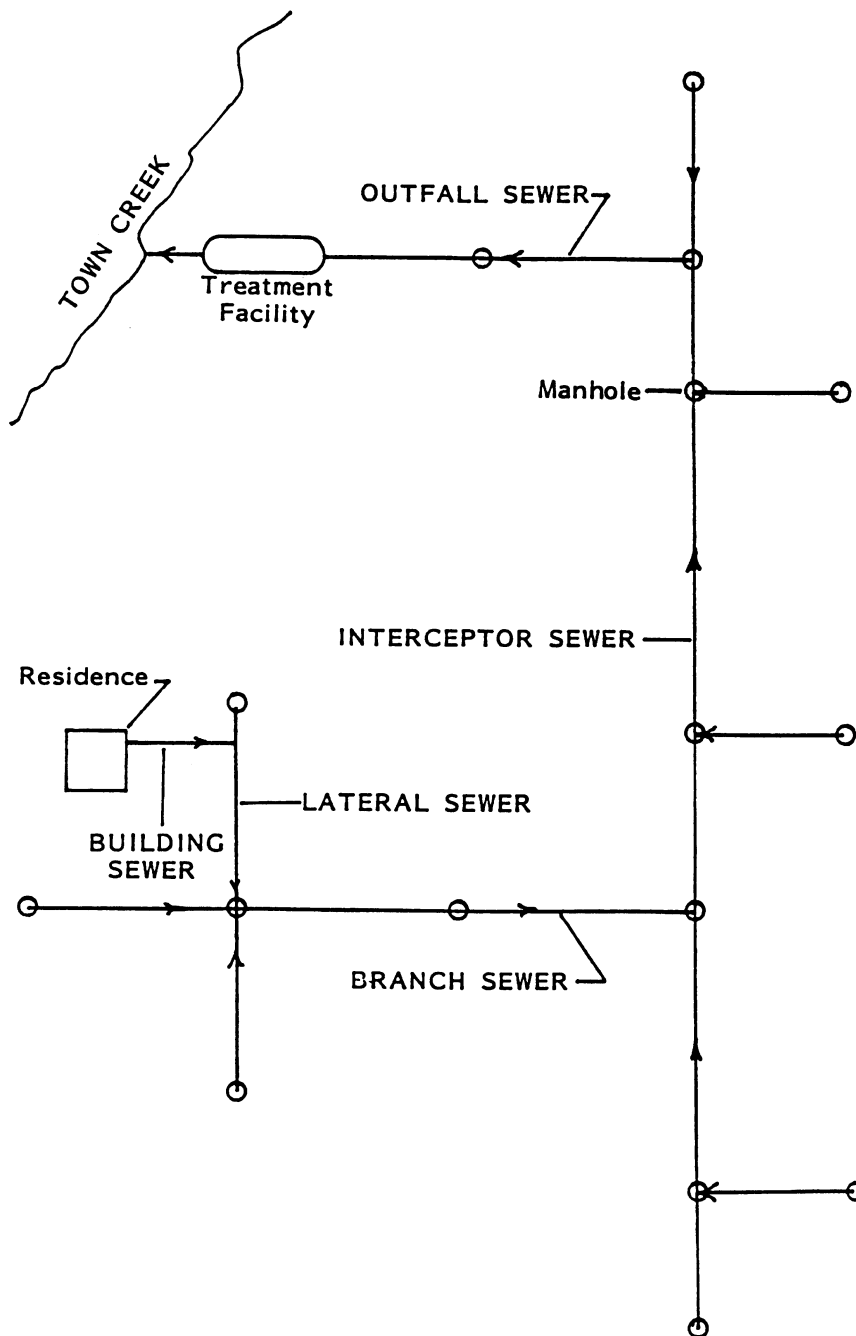 TOWN CREEK
OUTFALL SEWER
Treatment
Facility
Manhole
INTERCEPTOR SEWER
Residence
LATERAL SEWER
BUILDING
SEWER
BRANCH SEWER